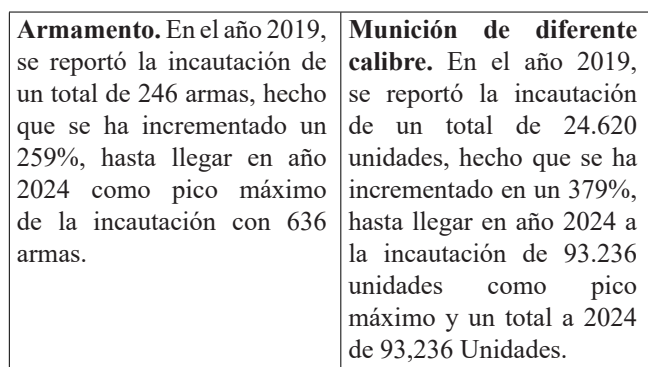 Armamento. En el año 2019,
se reportó la incautación de
un total de 246 armas, hecho
que se ha incrementado un
259%, hasta llegar en año
2024 como pico máximo
de la incautación con 636
armas.
Munición de diferente
calibre. En el año 2019,
se reportó la incautación
de un total de 24.620
unidades, hecho que se ha
incrementado en un 379%,
hasta llegar en año 2024 a
la incautación de 93.236
unidades como pico
máximo y un total a 2024
de 93,236 Unidades.